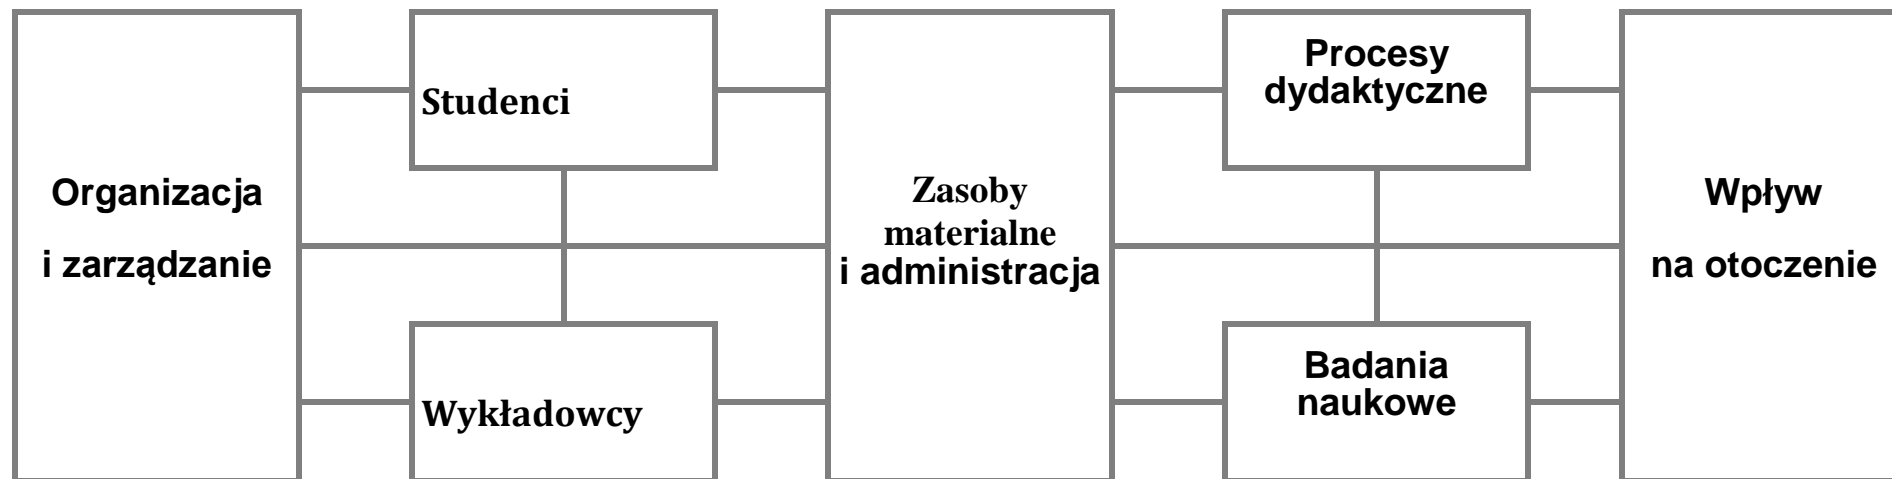 Organizacja
i zarządzanie
Studenci
Wykładowcy
Zasoby
materialne
i administracja
Procesy
dydaktyczne
Badania
naukowe
Wpływ
na otoczenie